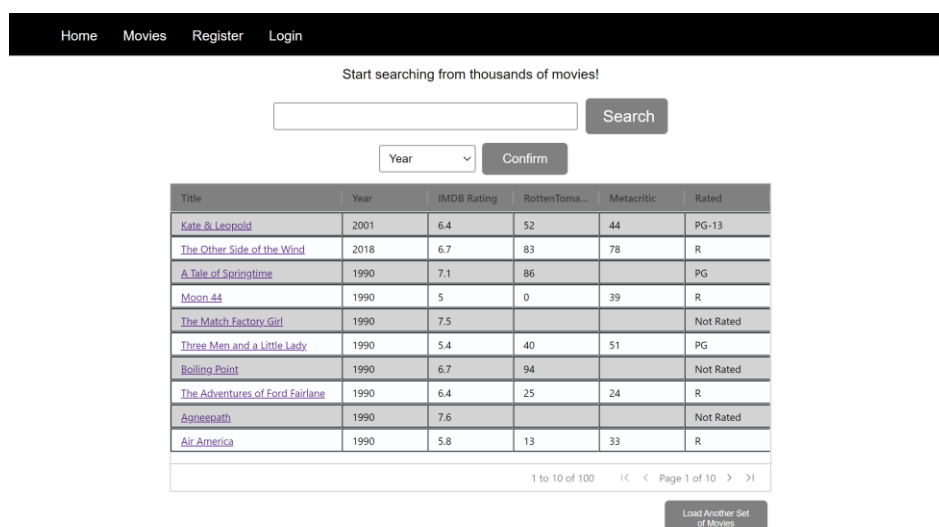 Home Movies Register Login
Start searching from thousands of movies!
Search
Year Confirm
Title Year IMDB Rating RottenToma... Metacritic Rated
Kate & Leopold 2001 6.4 52 44 PG-13
The Other Side of the Wind 2018 6.7 83 78 R
A Tale of Springtime 1990 7.1 86 PG
Moon 44 1990 5 0 39 R
The Match Factory Girl 1990 7.5 Not Rated
Three Men and a Little Lady 1990 5.4 40 51 PG
Boiling Point 1990 6.7 94 Not Rated
The Adventures of Ford Fairlane 1990 6.4 25 24 R
Agneepath 1990 7.6 Not Rated
Air America 1990 5.8 13 33 R
1 to 10 of 100 Page 1 of 10
Load Another Set
of Movies